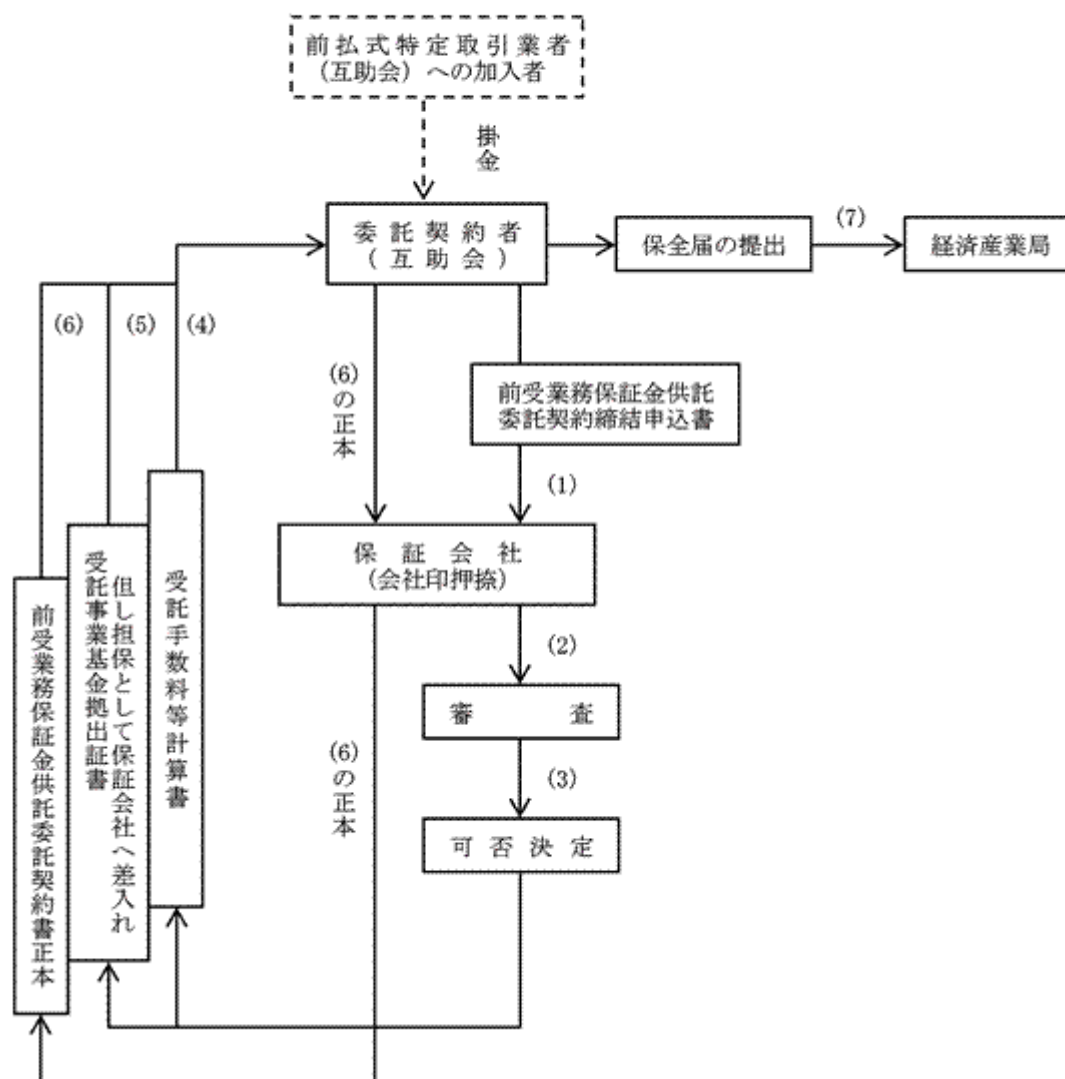 前払式特定取引業者
(互助会)への加入者
掛金
委託契約者
(互助会)
保全届の提出
(7)
経済産業局
(6)
(5)
(4)
(6)の正本
前受業務保証金供託
委託契約締結申込書
(1)
保証会社
(会社印押捺)
(2)
審査
(3)
可否決定
(6)の正本
受託手数料等計算書
受託事業基金拠出証書
但し担保として保証会社へ差入れ
前受業務保証金供託委託契約書正本